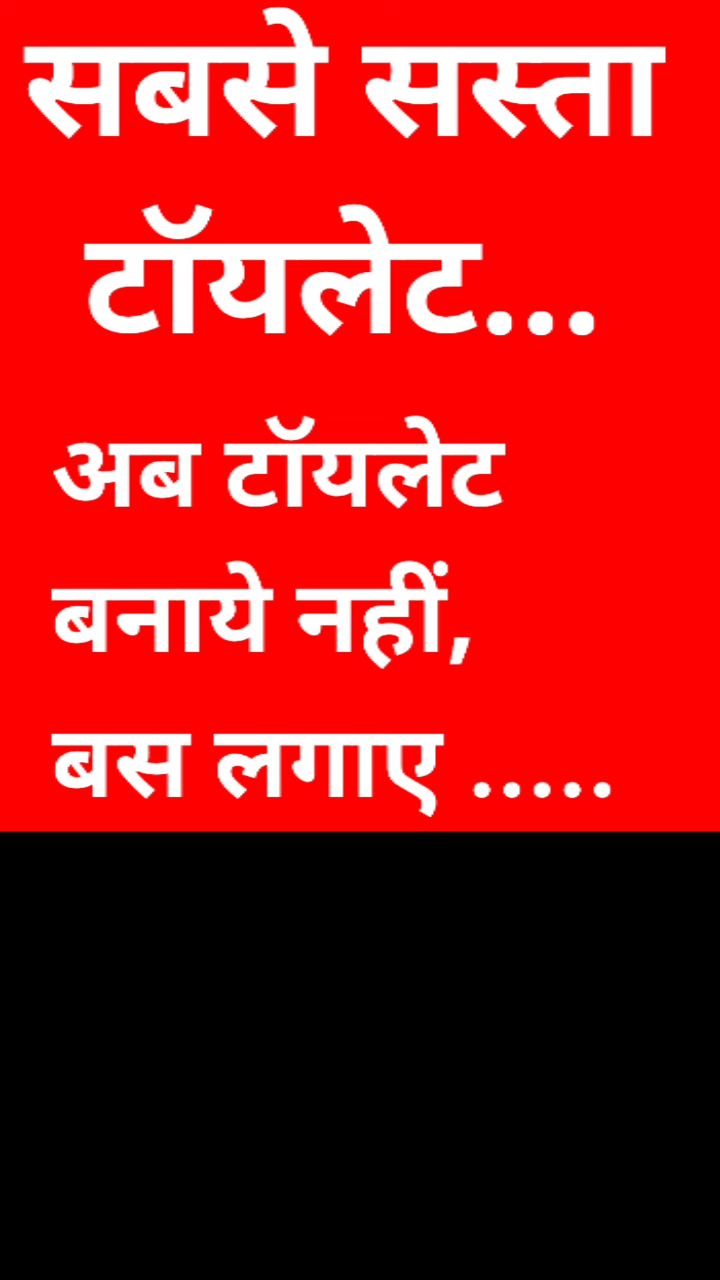 सबसे सस्ता
टॉयलेट...
अब टॉयलेट
बनाये नहीं,
बस लगाए .....